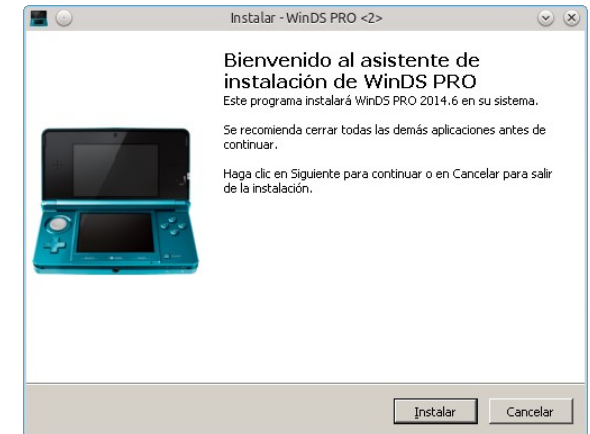 Instalar - WinDS PRO <2>
Bienvenido al asistente de
instalación de WinDS PRO
Este programa instalará WinDS PRO 2014.6 en su sistema.
Se recomienda cerrar todas las demás aplicaciones antes de
continuar.
Haga clic en Siguiente para continuar o en Cancelar para salir
de la instalación.
Instalar
Cancelar